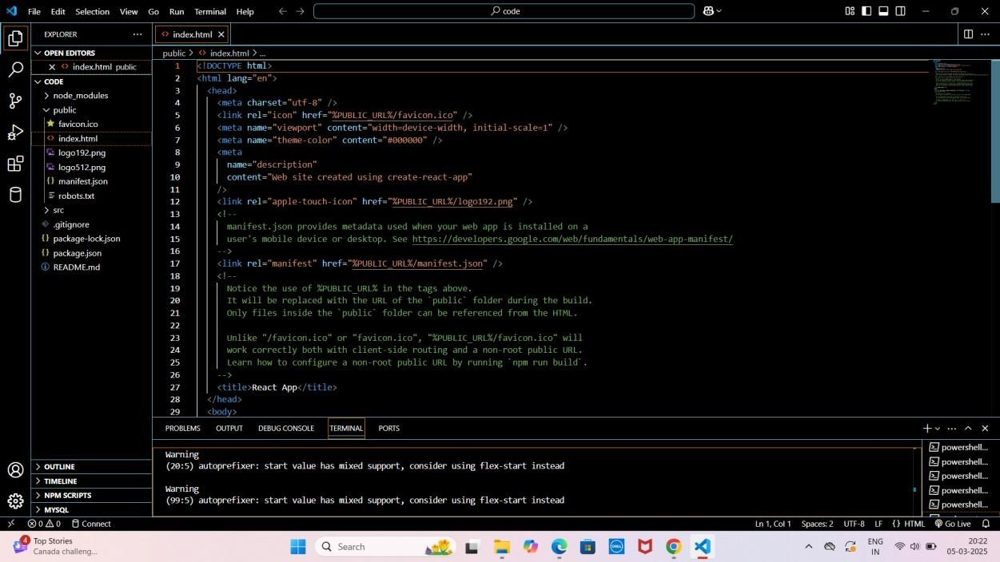 File Edit Selection View Go Run Terminal Help
code
EXPLORER
index.html
OPEN EDITORS
index.html public
CODE
node_modules
public
favicon.ico
index.html
logo192.png
logo512.png
manifest.json
robots.txt
src
.gitignore
package-lock.json
package.json
README.md
OUTLINE
TIMELINE
NPM SCRIPTS
MYSQL
public > index.html > ...
1 <!DOCTYPE html>
2 <html lang="en">
3 <head>
4 <meta charset="utf-8" />
5 <link rel="icon" href="%PUBLIC_URL%/favicon.ico" />
6 <meta name="viewport" content="width=device-width, initial-scale=1" />
7 <meta name="theme-color" content="#000000" />
8 <meta
9 name="description"
10 content="Web site created using create-react-app"
11 />
12 <link rel="apple-touch-icon" href="%PUBLIC_URL%/logo192.png" />
13 <!--
14 manifest.json provides metadata used when your web app is installed on a
15 user's mobile device or desktop. See https://developers.google.com/web/fundamentals/web-app-manifest/
16 -->
17 <link rel="manifest" href="%PUBLIC_URL%/manifest.json" />
18 <!--
19 Notice the use of %PUBLIC_URL% in the tags above.
20 It will be replaced with the URL of the `public` folder during the build.
21 Only files inside the `public` folder can be referenced from the HTML.
22
23 Unlike "/favicon.ico" or "favicon.ico", "%PUBLIC_URL%/favicon.ico" will
24 work correctly both with client-side routing and a non-root public URL.
25 Learn how to configure a non-root public URL by running `npm run build`.
26 -->
27 <title>React App</title>
28 </head>
29 <body>
PROBLEMS OUTPUT DEBUG CONSOLE TERMINAL PORTS
Warning
(20:5) autoprefixer: start value has mixed support, consider using flex-start instead
Warning
(99:5) autoprefixer: start value has mixed support, consider using flex-start instead
powershell...
powershell...
powershell...
powershell...
powershell...
0 0 Connect Ln 1, Col 1 Spaces: 2 UTF-8 LF {} HTML Go Live
4 Top Stories
Canada challeng...
Search
DELL
ENG
IN
20:22
05-03-2025